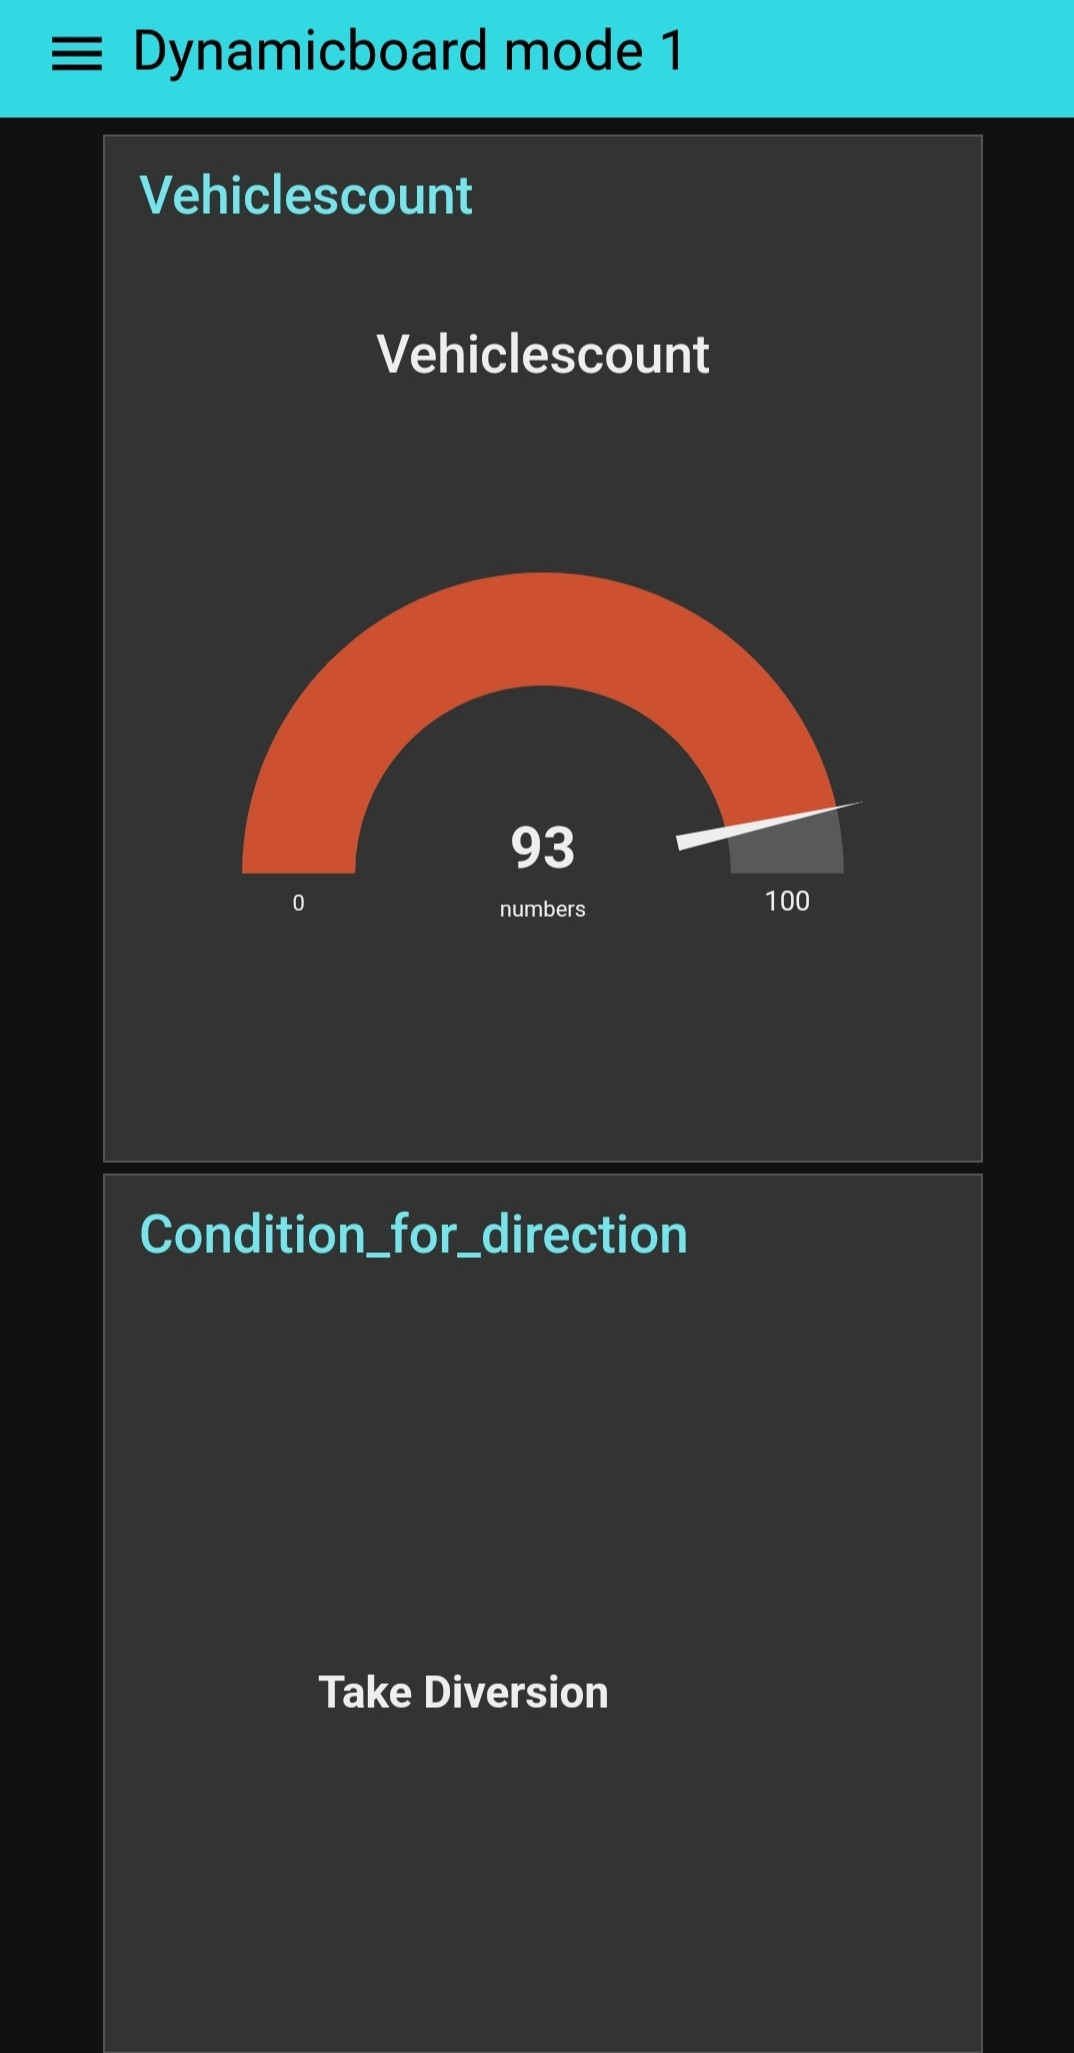 Dynamicboard mode 1
Vehiclescount
Vehiclescount
93
0
numbers
100
Condition_for_direction
Take Diversion